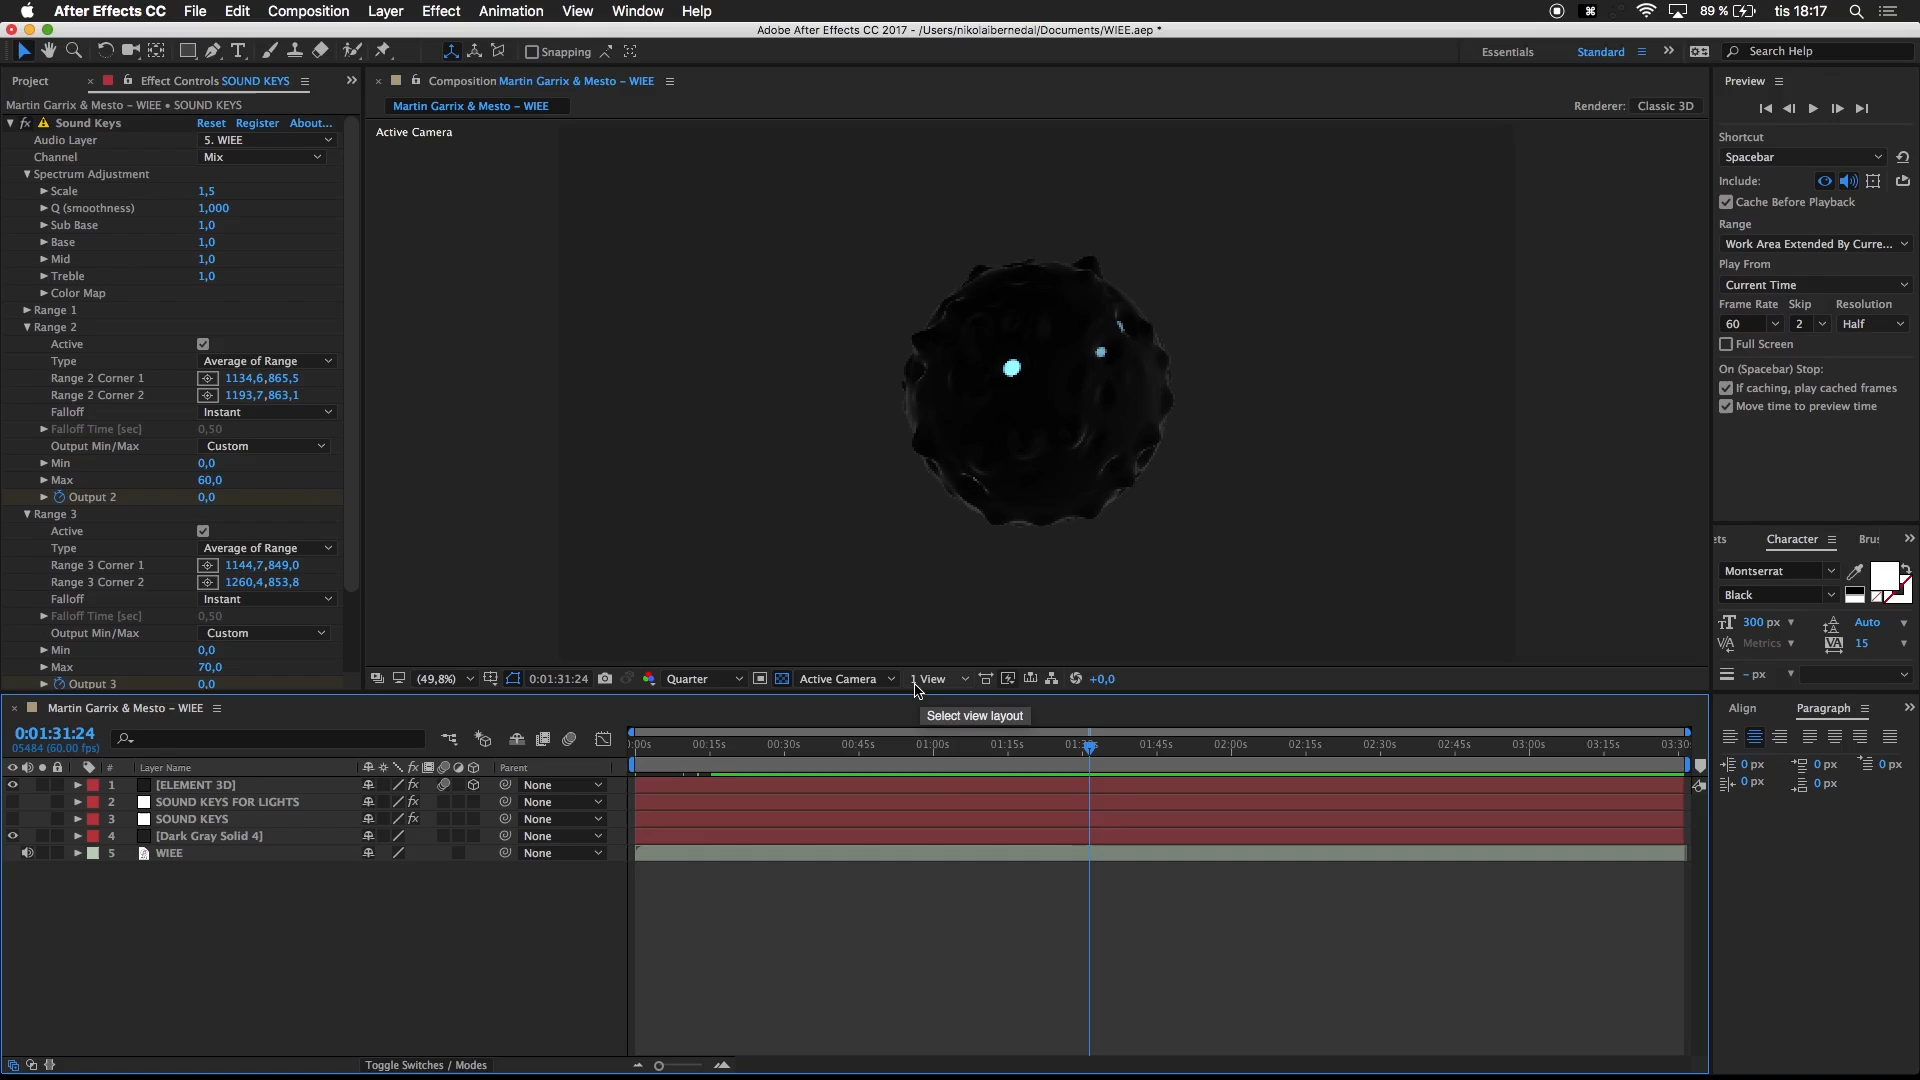 After Effects CC File Edit Composition Layer Effect Animation View Window Help 89 % tis 18:17
Adobe After Effects CC 2017 - /Users/nikolaibernedal/Documents/WIEE.aep *
Snapping Essentials Standard Search Help
Project Effect Controls SOUND KEYS
Martin Garrix & Mesto – WIEE • SOUND KEYS
fx Sound Keys Reset Register About...
Audio Layer 5. WIEE
Channel Mix
Spectrum Adjustment
Scale 1,5
Q (smoothness) 1,000
Sub Base 1,0
Base 1,0
Mid 1,0
Treble 1,0
Color Map
Range 1
Range 2
Active
Type Average of Range
Range 2 Corner 1 1134,6,865,5
Range 2 Corner 2 1193,7,863,1
Falloff Instant
Falloff Time [sec] 0,50
Output Min/Max Custom
Min 0,0
Max 60,0
Output 2 0,0
Range 3
Active
Type Average of Range
Range 3 Corner 1 1144,7,849,0
Range 3 Corner 2 1260,4,853,8
Falloff Instant
Falloff Time [sec] 0,50
Output Min/Max Custom
Min 0,0
Max 70,0
Output 3 0,0
Composition Martin Garrix & Mesto – WIEE
Martin Garrix & Mesto – WIEE
Renderer: Classic 3D
Active Camera
(49,8%) 0:01:31:24 Quarter Active Camera 1 View +0,0
Select view layout
Preview
Shortcut
Spacebar
Include:
Cache Before Playback
Range
Work Area Extended By Curre...
Play From
Current Time
Frame Rate Skip Resolution
60 2 Half
Full Screen
On (Spacebar) Stop:
If caching, play cached frames
Move time to preview time
ets Character Bru
Montserrat
Black
300 px Auto
Metrics 15
– px
Align Paragraph
0 px 0 px 0 px
0 px 0 px
Martin Garrix & Mesto – WIEE
0:01:31:24
05484 (60.00 fps)
:00s 00:15s 00:30s 00:45s 01:00s 01:15s 01:45s 02:00s 02:15s 02:30s 02:45s 03:00s 03:15s 03:30
# Layer Name fx Parent
1 [ELEMENT 3D] fx None
2 SOUND KEYS FOR LIGHTS fx None
3 SOUND KEYS fx None
4 [Dark Gray Solid 4] None
5 WIEE None
Toggle Switches / Modes